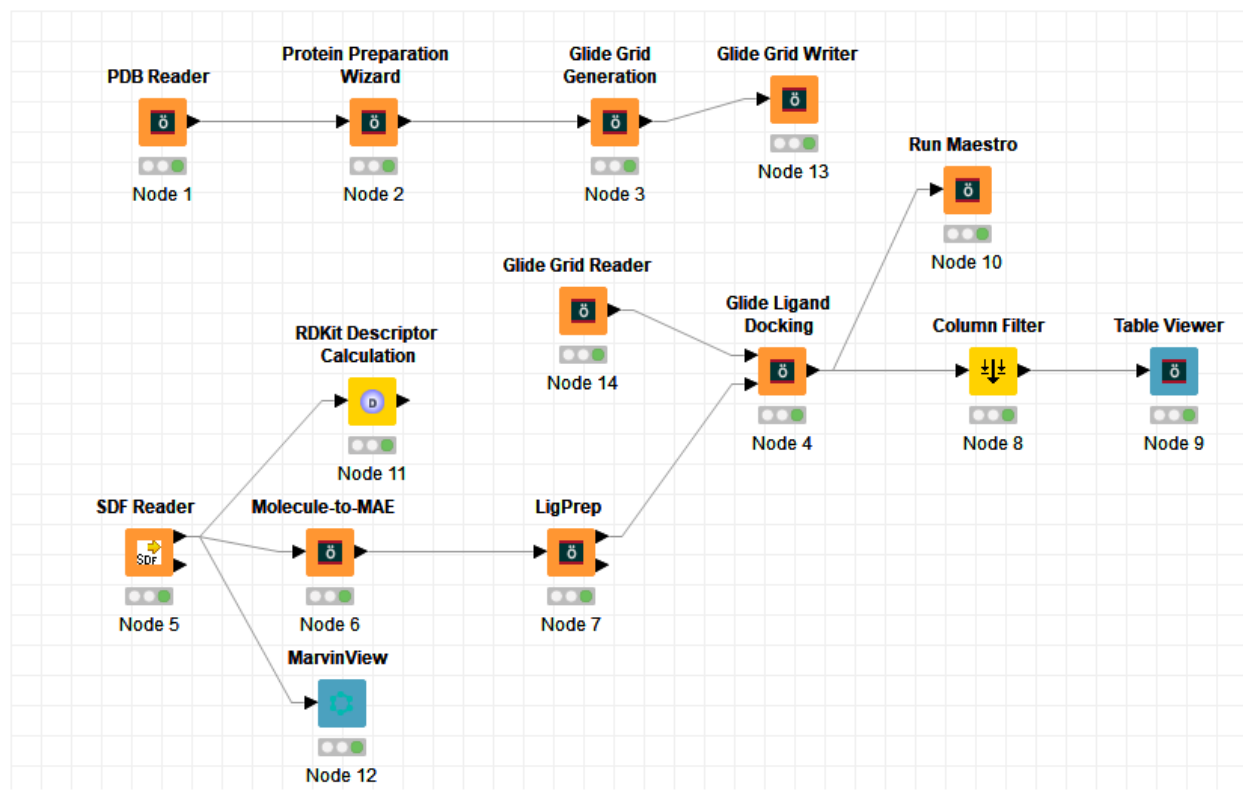 PDB Reader
Node 1
Protein Preparation
Wizard
ö
Node 2
Glide Grid
Generation
ö
Node 3
Glide Grid Writer
ö
Node 13
Run Maestro
ö
Node 10
Glide Grid Reader
ö
Node 14
Glide Ligand
Docking
ö
Node 4
Column Filter
Node 8
Table Viewer
ö
Node 9
RDKit Descriptor
Calculation
D
Node 11
SDF Reader
SDF
Node 5
Molecule-to-MAE
ö
Node 6
LigPrep
ö
Node 7
MarvinView
Node 12